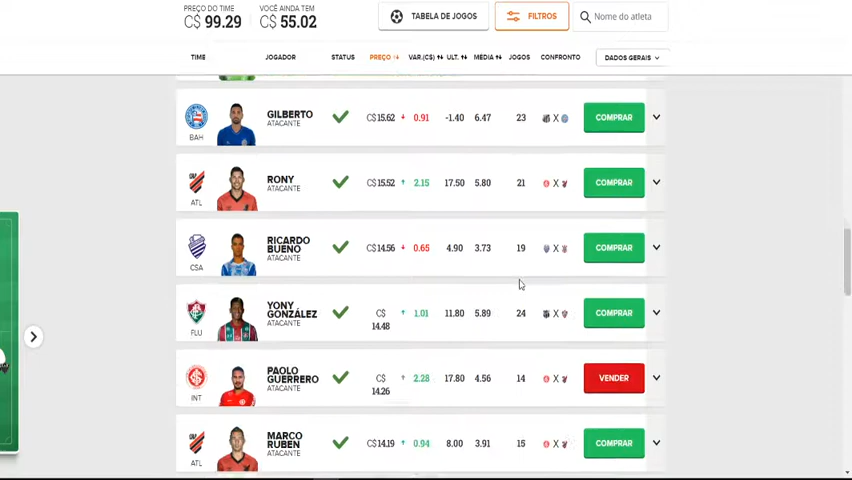 PREÇO DO TIME
C$ 99.29
VOCÊ AINDA TEM
C$ 55.02
TABELA DE JOGOS
FILTROS
Nome do atleta
TIME JOGADOR STATUS PREÇO VAR.(C$) ULT. MÉDIA JOGOS CONFRONTO DADOS GERAIS
BAH
GILBERTO
ATACANTE
C$ 15.62 0.91 -1.40 6.47 23 X COMPRAR
ATL
RONY
ATACANTE
C$ 15.52 2.15 17.50 5.80 21 X COMPRAR
CSA
RICARDO
BUENO
ATACANTE
C$ 14.56 0.65 4.90 3.73 19 X COMPRAR
FLU
YONY
GONZÁLEZ
ATACANTE
C$
14.48
1.01 11.80 5.89 24 X COMPRAR
INT
PAOLO
GUERRERO
ATACANTE
C$
14.26
2.28 17.80 4.56 14 X VENDER
ATL
MARCO
RUBEN
ATACANTE
C$ 14.19 0.94 8.00 3.91 15 X COMPRAR